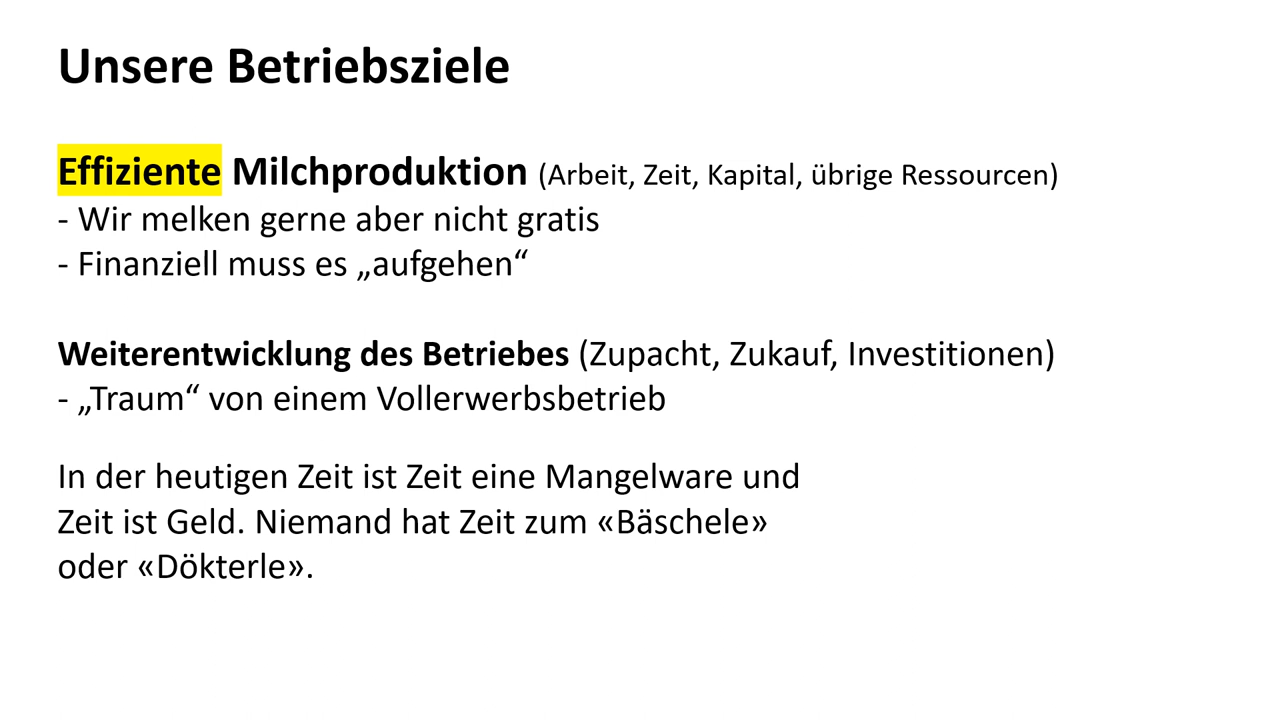 Unsere Betriebsziele
Effiziente Milchproduktion (Arbeit, Zeit, Kapital, übrige Ressourcen)
- Wir melken gerne aber nicht gratis
- Finanziell muss es „aufgehen“
Weiterentwicklung des Betriebes (Zupacht, Zukauf, Investitionen)
- „Traum“ von einem Vollerwerbsbetrieb
In der heutigen Zeit ist Zeit eine Mangelware und
Zeit ist Geld. Niemand hat Zeit zum «Bäschele»
oder «Dökterle».